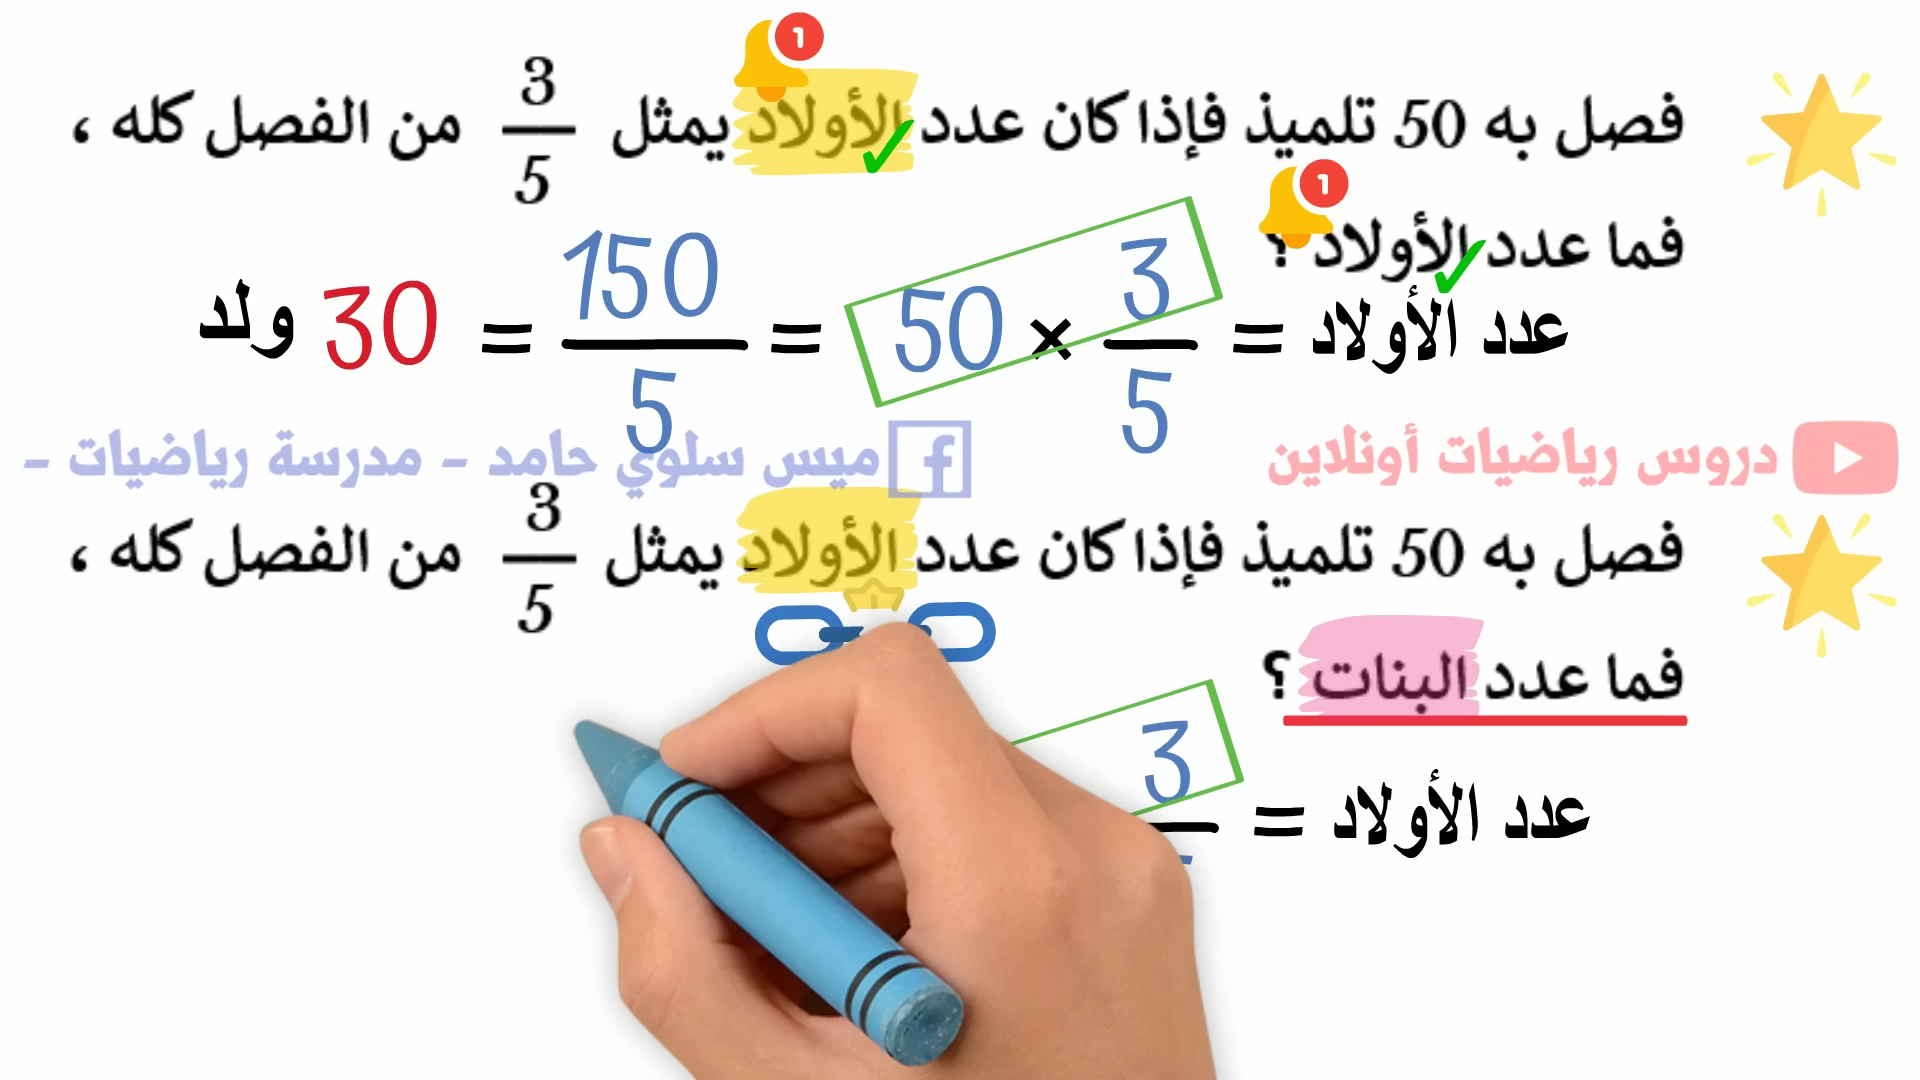 فصل به 50 تلميذ فإذا كان عدد الأولاد يمثل 3/5 من الفصل كله ،
فما عدد الأولاد ؟
عدد الأولاد = 3/5 × 50 = 150/5 = 30 ولد
دروس رياضيات أونلاين
ميس سلوي حامد - مدرسة رياضيات -
فصل به 50 تلميذ فإذا كان عدد الأولاد يمثل 3/5 من الفصل كله ،
فما عدد البنات ؟
عدد الأولاد = 3
1
1